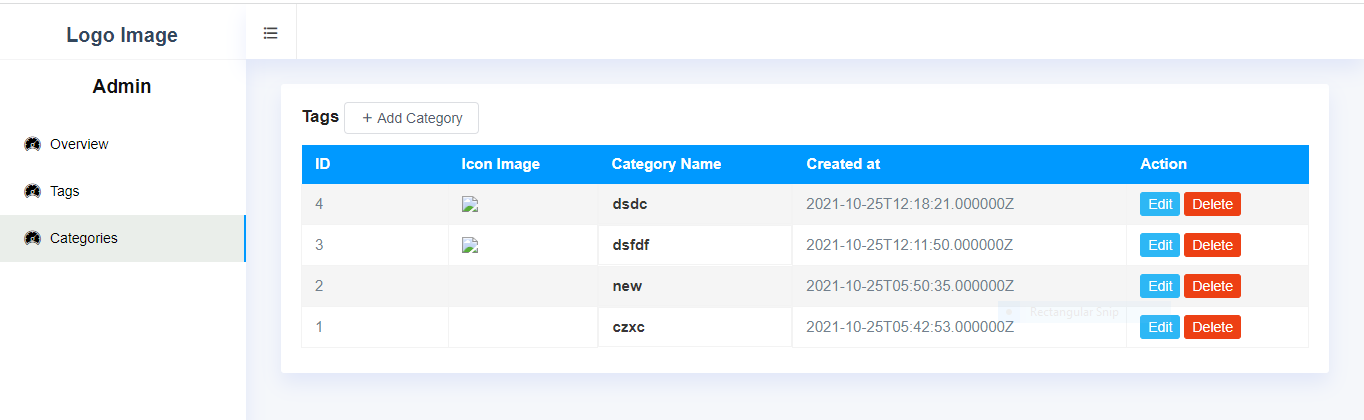 Logo Image
Admin
Overview
Tags
Categories
Tags + Add Category
ID Icon Image Category Name Created at Action
4 dsdc 2021-10-25T12:18:21.000000Z Edit Delete
3 dsfdf 2021-10-25T12:11:50.000000Z Edit Delete
2 new 2021-10-25T05:50:35.000000Z Edit Delete
Rectangular Snip
1 czxc 2021-10-25T05:42:53.000000Z Edit Delete